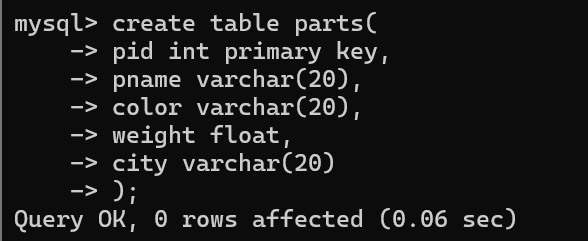 mysql> create table parts(
    -> pid int primary key,
    -> pname varchar(20),
    -> color varchar(20),
    -> weight float,
    -> city varchar(20)
    -> );
Query OK, 0 rows affected (0.06 sec)